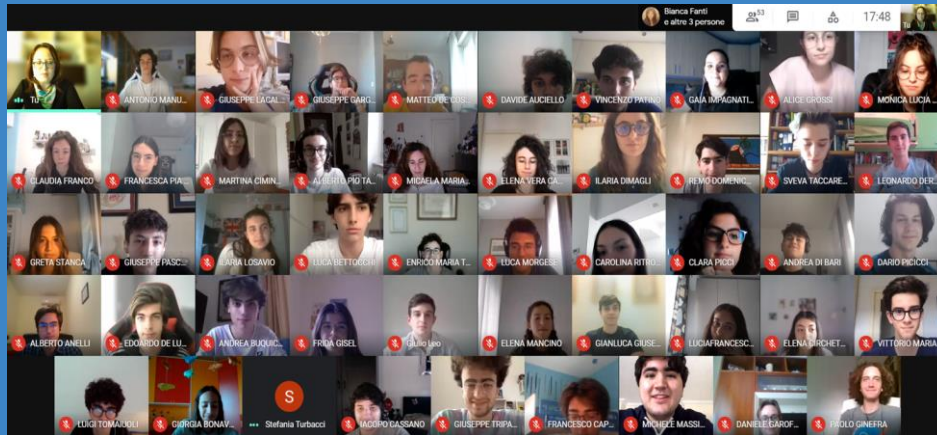 Bianca Fanti
e altre 3 persone
53
17:48
Tu
ANTONIO MANU...
GIUSEPPE LACAL...
GIUSEPPE GARG...
MATTEO DE COS...
DAVIDE AUCIELLO
VINCENZO PAFINO
GAIA IMPAGNATI...
ALICE GROSSI
MONICA LUCIA ...
CLAUDIA FRANCO
FRANCESCA PIA ...
MARTINA CIMIN...
ALBERTO PIO TA...
MICAELA MARIA...
ELENA VERA CA...
ILARIA DIMAGLI
REMO DOMENIC...
SVEVA TACCARE...
LEONARDO DER...
GRETA STANCA
GIUSEPPE PASC...
ILARIA LOSAVIO
LUCA BETTOCCHI
ENRICO MARIA T...
LUCA MORGESE
CAROLINA RITRO...
CLARA PICCI
ANDREA DI BARI
DARIO PICICCI
ALBERTO ANELLI
EDOARDO DE LU...
ANDREA BUQUIC...
FRIDA GISEL
Giulio Leo
ELENA MANCINO
GIANLUCA GIUSE...
LUCIAFRANCESC...
ELENA CIRCHET...
VITTORIO MARIA
LUIGI TOMAJUOLI
GIORGIA BONAV...
S
Stefania Turbacci
IACOPO CASSANO
GIUSEPPE TRIPA...
FRANCESCO CAP...
MICHELE MASSI...
DANIELE GAROF...
PAOLO GINEFRA